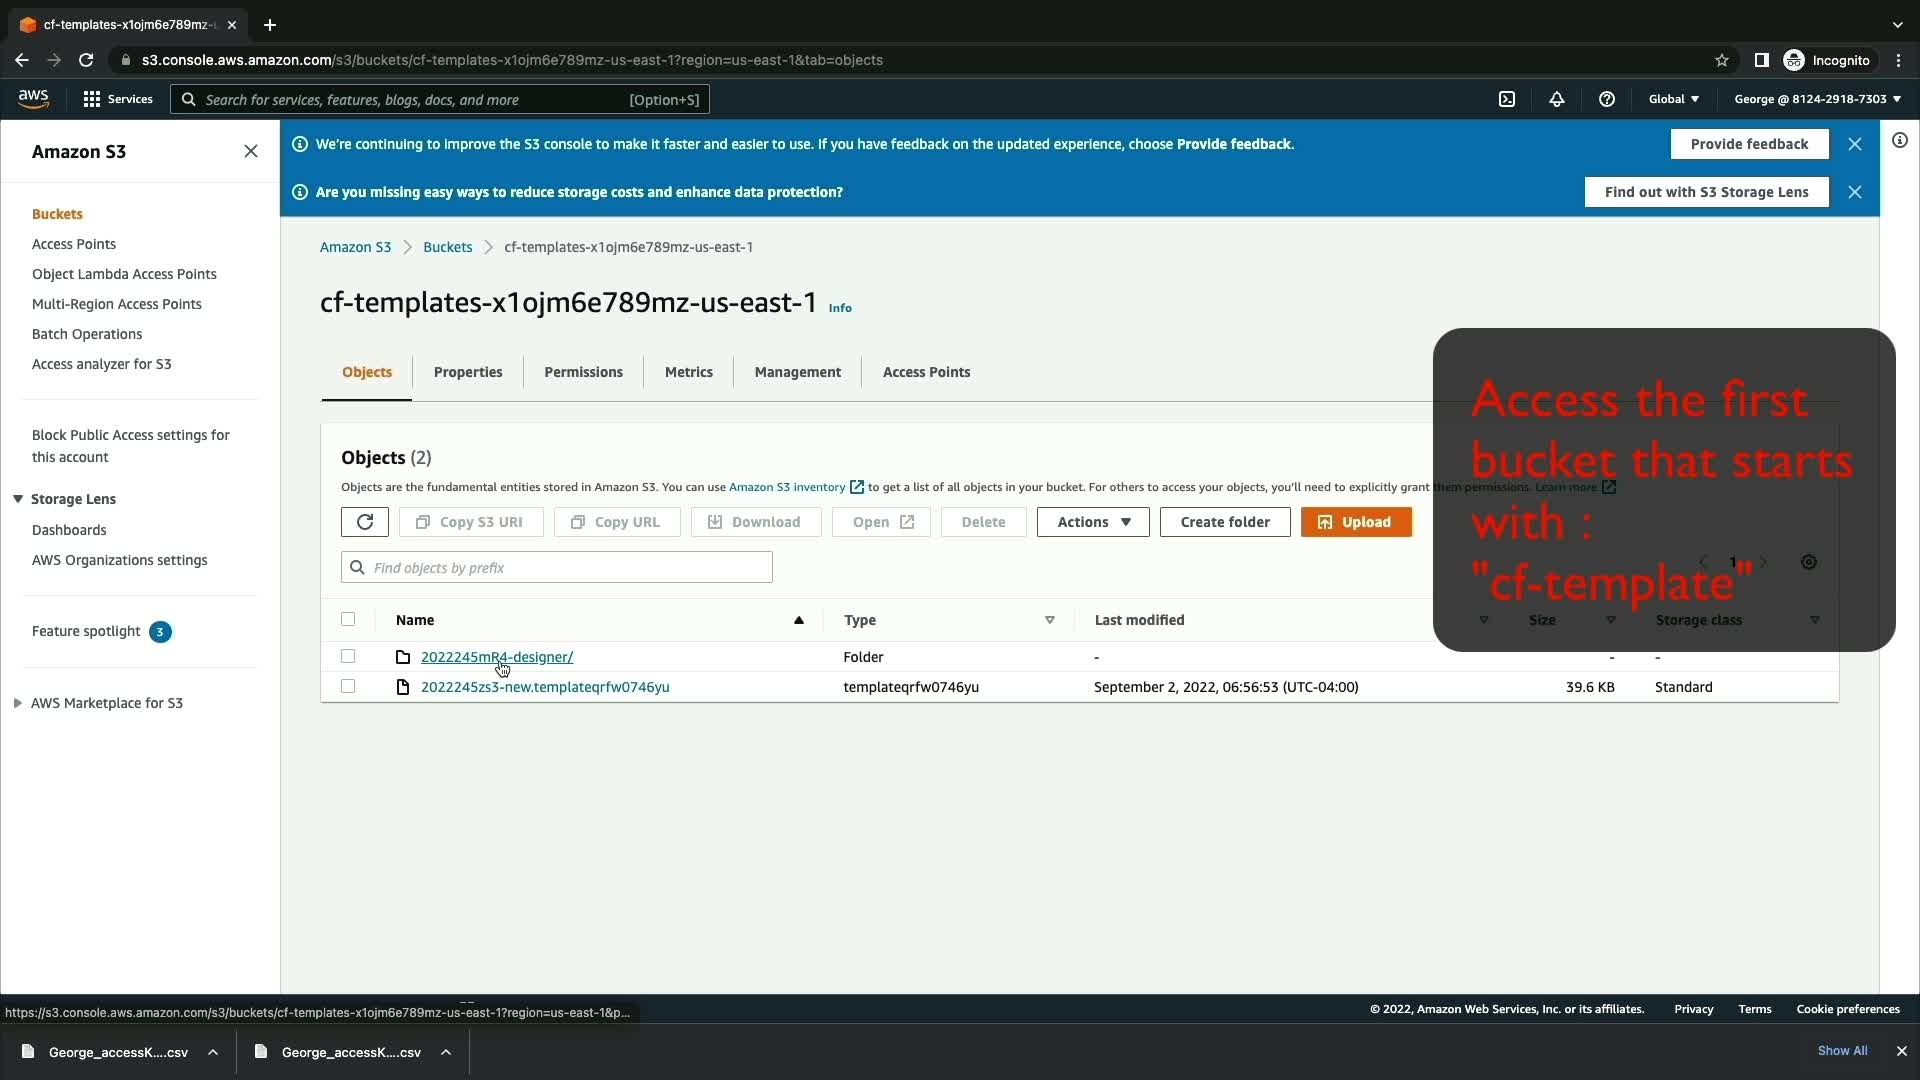 cf-templates-x1ojm6e789mz-u
s3.console.aws.amazon.com/s3/buckets/cf-templates-x1ojm6e789mz-us-east-1?region=us-east-1&tab=objects
Incognito
aws
Services
Search for services, features, blogs, docs, and more
[Option+S]
Global
George @ 8124-2918-7303
Amazon S3
Buckets
Access Points
Object Lambda Access Points
Multi-Region Access Points
Batch Operations
Access analyzer for S3
Block Public Access settings for
this account
Storage Lens
Dashboards
AWS Organizations settings
Feature spotlight 3
AWS Marketplace for S3
We're continuing to improve the S3 console to make it faster and easier to use. If you have feedback on the updated experience, choose Provide feedback.
Provide feedback
Are you missing easy ways to reduce storage costs and enhance data protection?
Find out with S3 Storage Lens
Amazon S3 > Buckets > cf-templates-x1ojm6e789mz-us-east-1
cf-templates-x1ojm6e789mz-us-east-1 Info
Objects Properties Permissions Metrics Management Access Points
Objects (2)
Objects are the fundamental entities stored in Amazon S3. You can use Amazon S3 inventory to get a list of all objects in your bucket. For others to access your objects, you'll need to explicitly grant them permissions. Learn more
Copy S3 URI Copy URL Download Open Delete Actions Create folder Upload
Find objects by prefix
1
Name Type Last modified Size Storage class
2022245mR4-designer/ Folder - - -
2022245zs3-new.templateqrfw0746yu templateqrfw0746yu September 2, 2022, 06:56:53 (UTC-04:00) 39.6 KB Standard
Access the first
bucket that starts
with :
"cf-template"
https://s3.console.aws.amazon.com/s3/buckets/cf-templates-x1ojm6e789mz-us-east-1?region=us-east-1&p...
© 2022, Amazon Web Services, Inc. or its affiliates. Privacy Terms Cookie preferences
George_accessK....csv
George_accessK....csv
Show All